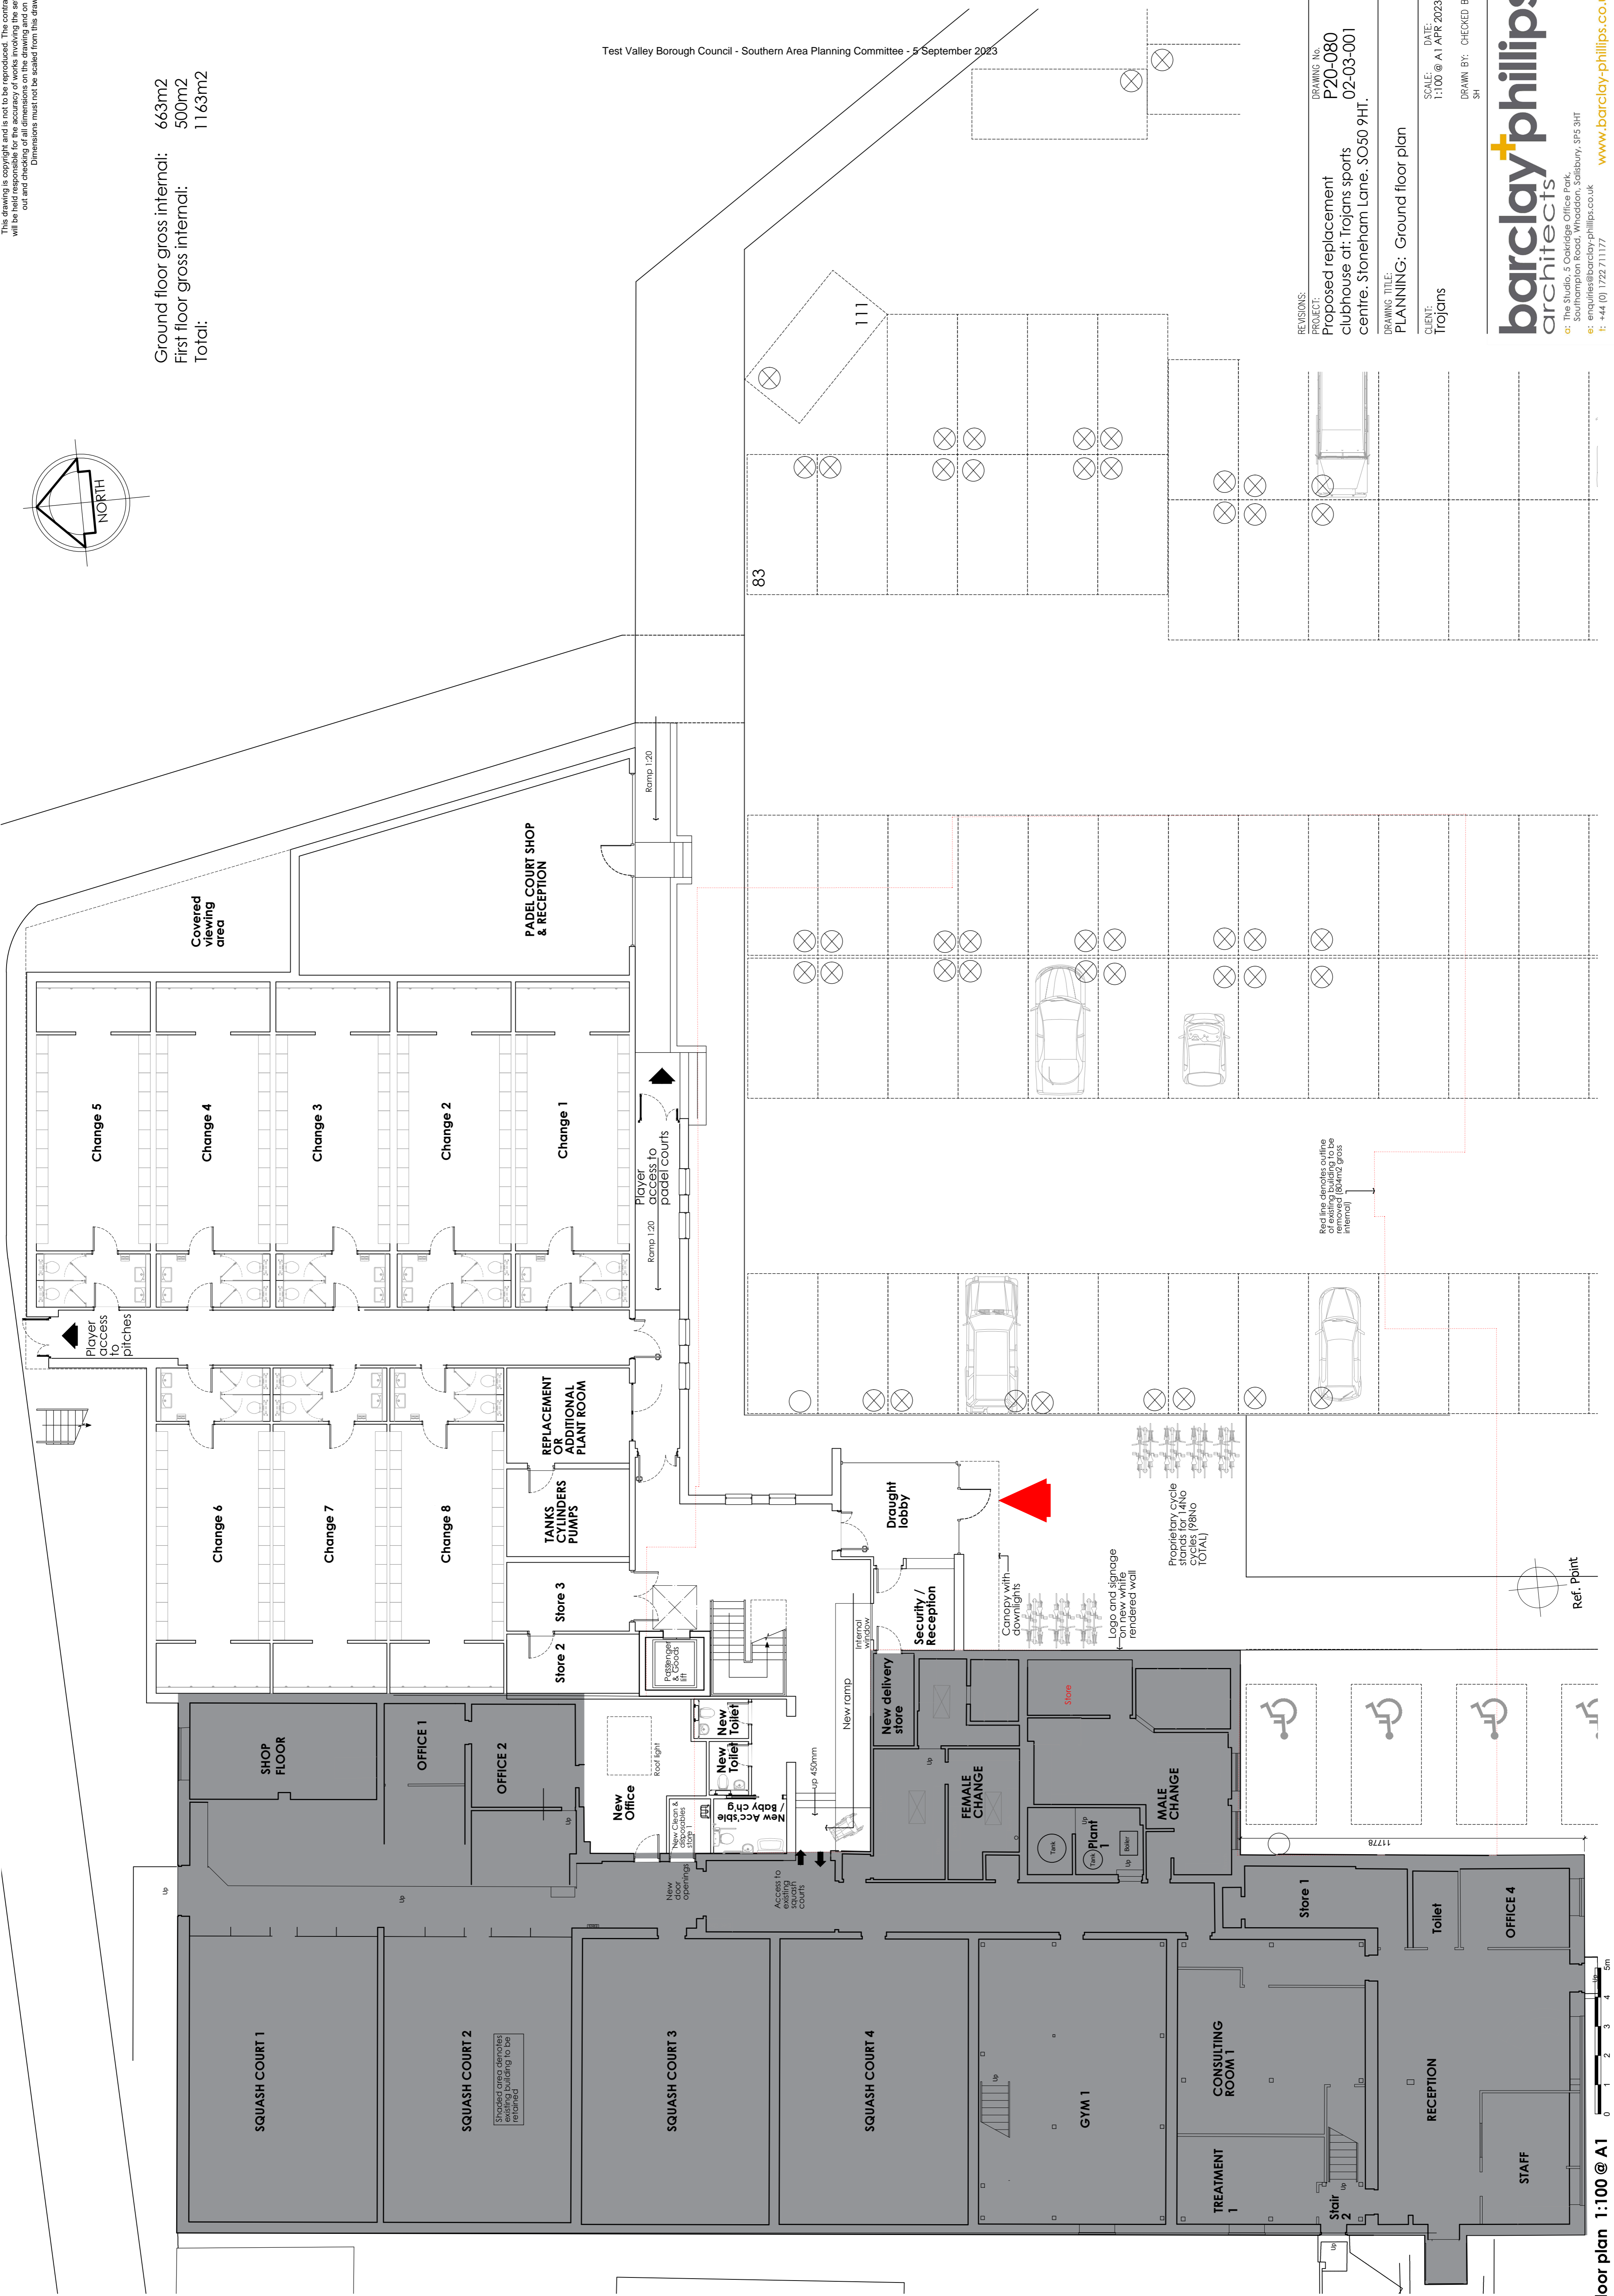 This drawing is copyright and is not to be reproduced. The contra
will be held responsible for the accuracy of works involving the se
out and checking of all dimensions on the drawing and on
Dimensions must not be scaled from this draw
Test Valley Borough Council - Southern Area Planning Committee - 5 September 2023
Ground floor gross internal: 663m2
First floor gross internal: 500m2
Total: 1163m2
NORTH
REVISIONS:
PROJECT:
Proposed replacement
clubhouse at: Trojans sports
centre. Stoneham Lane. SO50 9HT.
DRAWING No.
P20-080
02-03-001
DRAWING TITLE:
PLANNING: Ground floor plan
CLIENT:
Trojans
SCALE: DATE:
1:100 @ A1 APR 2023
DRAWN BY: CHECKED B
SH
barclay+phillips
architects
a: The Studio, 5 Oakridge Office Park,
Southampton Road, Whaddon, Salisbury, SP5 3HT
e: enquiries@barclay-phillips.co.uk
t: +44 (0) 1722 711177
www.barclay-phillips.co.u
111
83
Covered
viewing
area
PADEL COURT SHOP
& RECEPTION
Ramp 1:20
Change 5
Change 4
Change 3
Change 2
Change 1
Player
access to
padel courts
Ramp 1:20
Player
access
to
pitches
Change 6
Change 7
Change 8
REPLACEMENT
OR
ADDITIONAL
PLANT ROOM
TANKS
CYLINDERS
PUMPS
Store 3
Store 2
Passenger
& Goods
lift
Draught
lobby
Security /
Reception
Internal
window
Canopy with
downlights
Logo and signage
on new white
rendered wall
Proprietary cycle
stands for 14No
cycles (98No
TOTAL)
Ref. Point
Red line denotes outline
of existing building to be
removed (804m2 gross
internal)
SHOP
FLOOR
OFFICE 1
OFFICE 2
Up
New
Office
Roof light
New
Toilet
New
Toilet
New Acc'sble
/ Baby ch'g
New Clean &
disposables
store 1
New ramp
up 450mm
New
door
openings
Access to
existing
squash
courts
New delivery
store
Up
FEMALE
CHANGE
Store
MALE
CHANGE
Plant
1
Tank
Tank
Boiler
Up
Up
11778
Up
Up
SQUASH COURT 1
SQUASH COURT 2
Shaded area denotes
existing building to be
retained
SQUASH COURT 3
SQUASH COURT 4
GYM 1
Up
CONSULTING
ROOM 1
TREATMENT
1
Stair
2
Up
Up
Store 1
Toilet
OFFICE 4
RECEPTION
STAFF
Up
0 1 2 3 4 5m
loor plan 1:100 @ A1